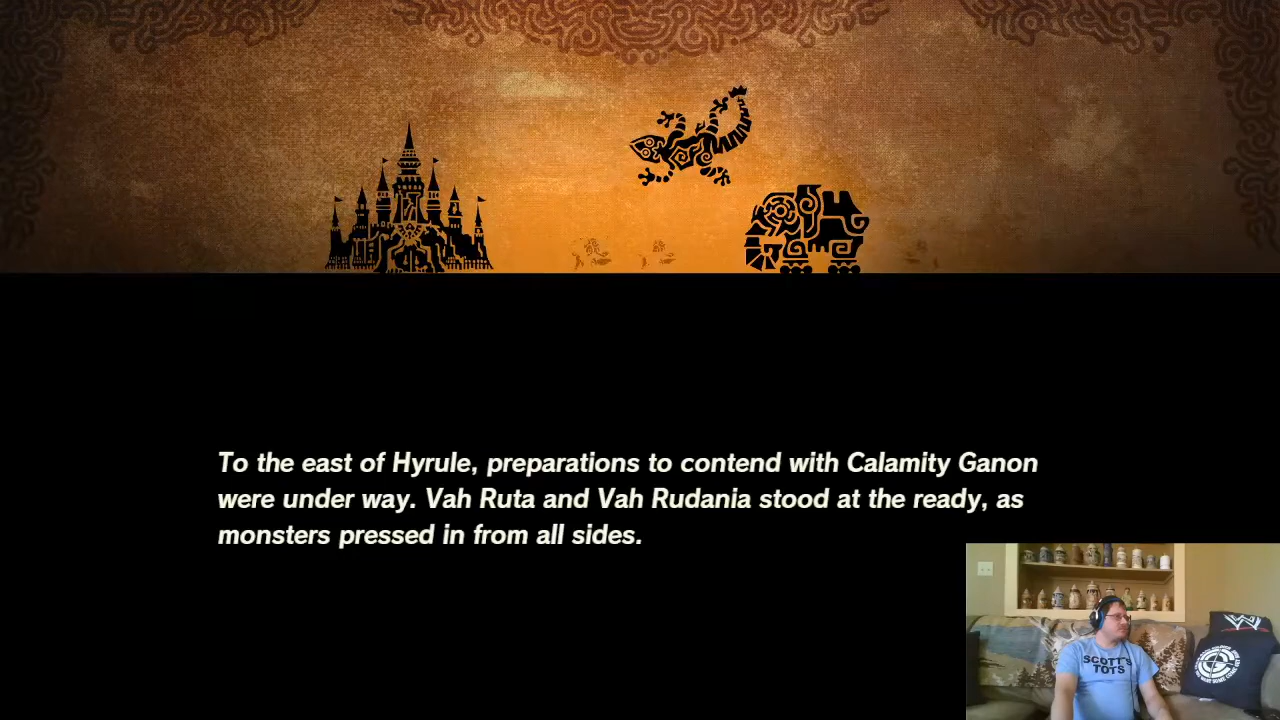 To the east of Hyrule, preparations to contend with Calamity Ganon
were under way. Vah Ruta and Vah Rudania stood at the ready, as
monsters pressed in from all sides.
SCOTT'S
TOTS
W